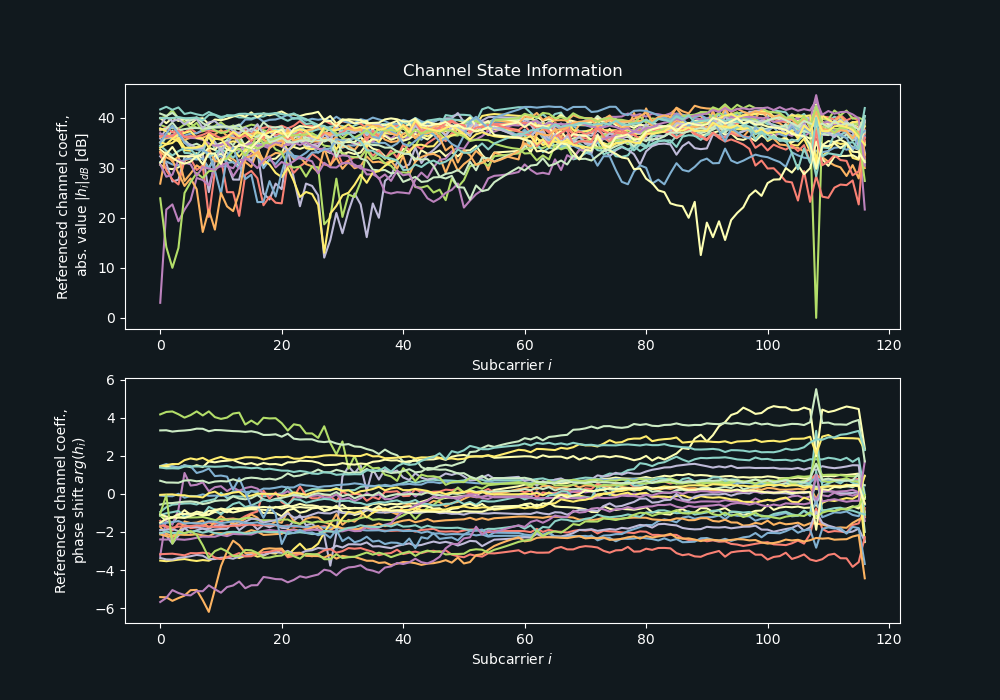 Channel State Information
Referenced channel coeff.,
abs. value |h_i|_{dB} [dB]
40
30
20
10
0
0 20 40 60 80 100 120
Subcarrier i
Referenced channel coeff.,
phase shift arg(h_i)
6
4
2
0
−2
−4
−6
0 20 40 60 80 100 120
Subcarrier i